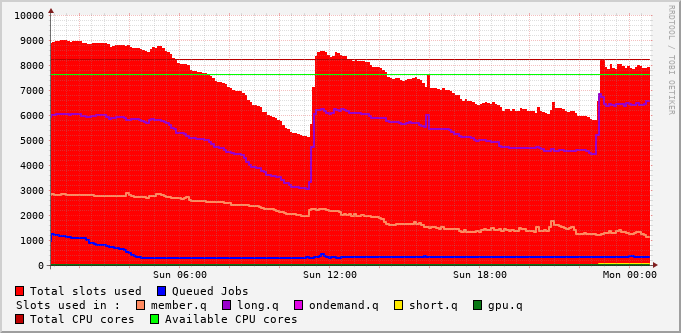 10000
9000
8000
7000
6000
5000
4000
3000
2000
1000
0
Sun 06:00 Sun 12:00 Sun 18:00 Mon 00:00
RRDTOOL / TOBI OETIKER
Total slots used Queued Jobs
Slots used in : member.q long.q ondemand.q short.q gpu.q
Total CPU cores Available CPU cores